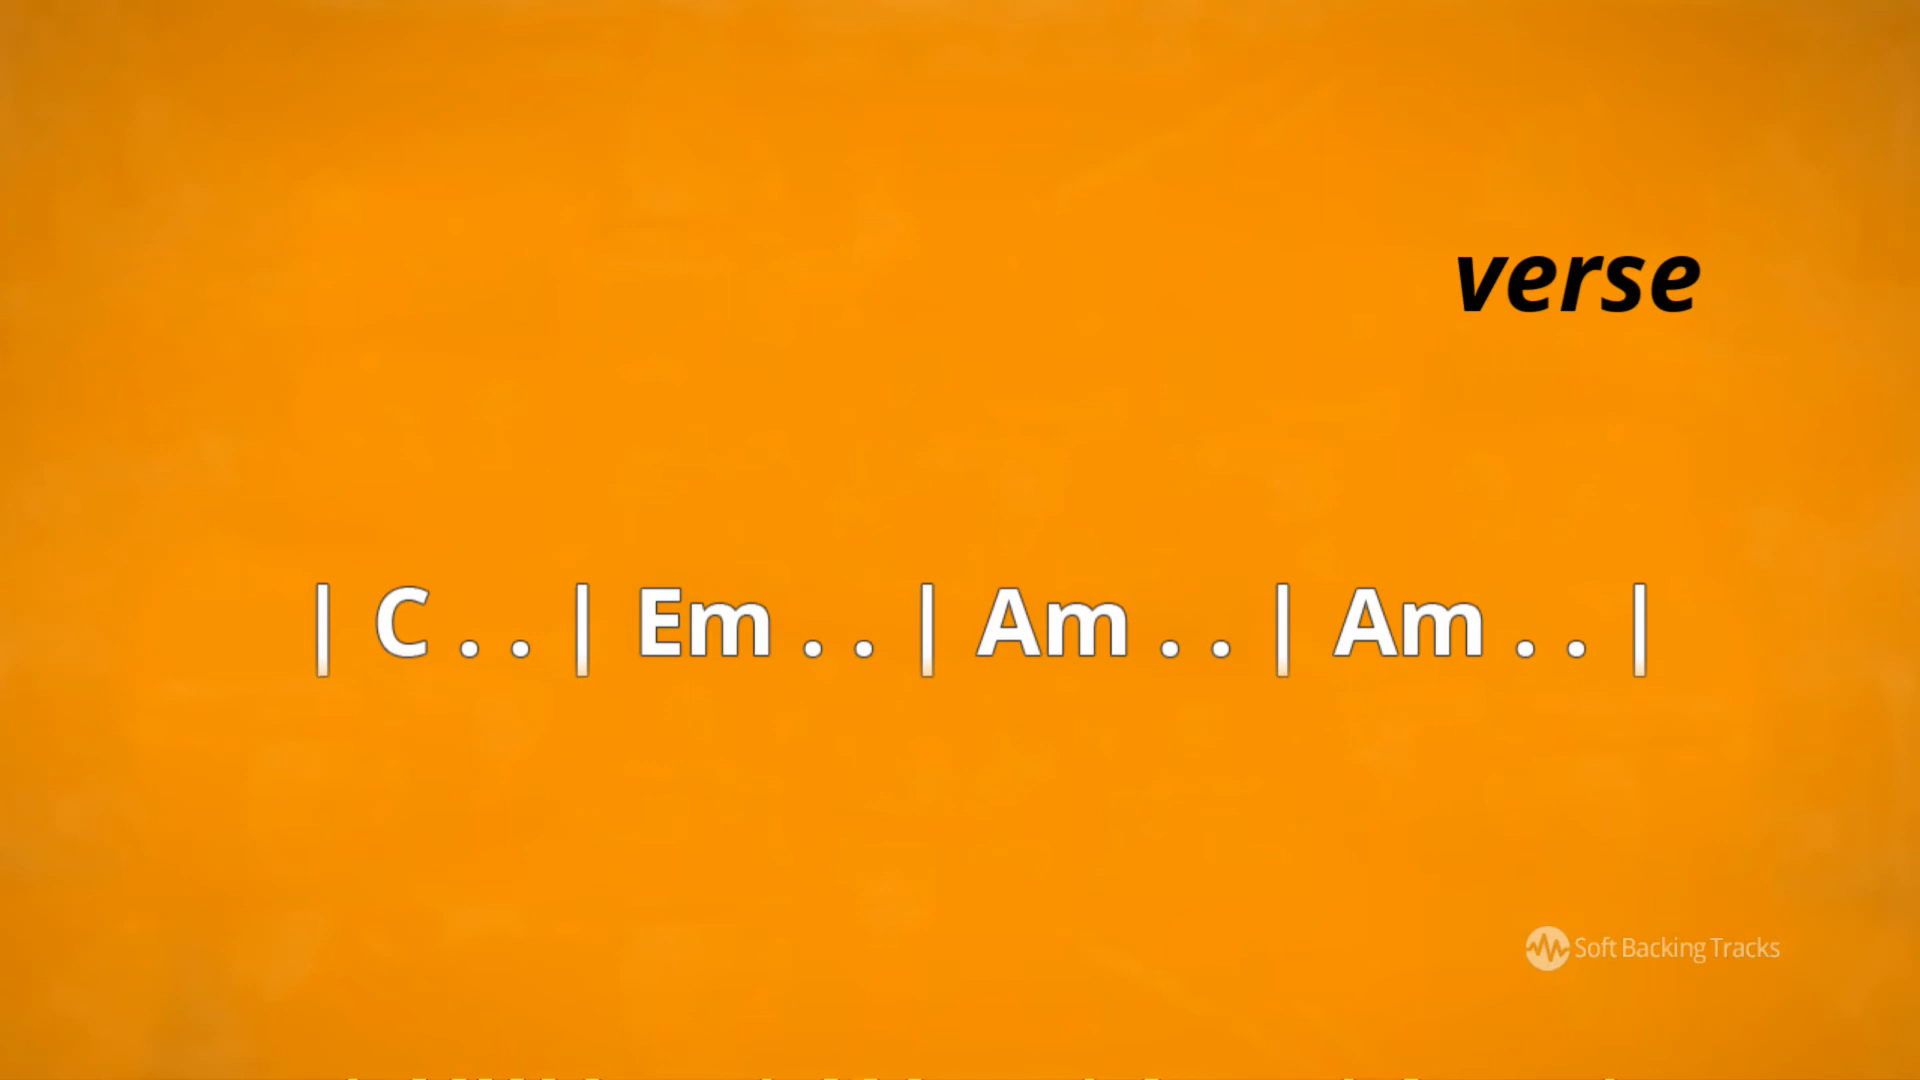 verse
| C . . | Em . . | Am . . | Am . . |
Soft Backing Tracks